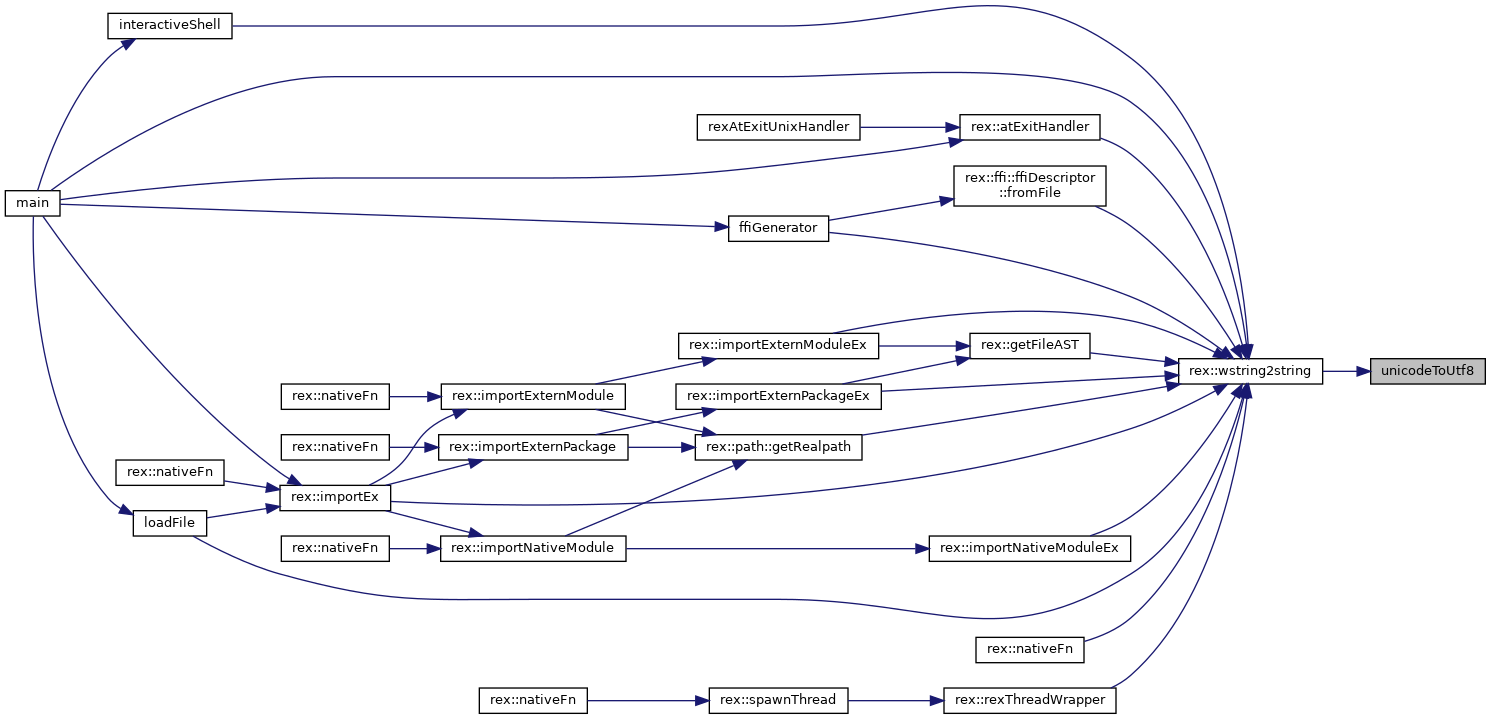 interactiveShell
rexAtExitUnixHandler
rex::atExitHandler
rex::ffi::ffiDescriptor
::fromFile
main
ffiGenerator
rex::importExternModuleEx
rex::getFileAST
rex::wstring2string
unicodeToUtf8
rex::nativeFn
rex::importExternModule
rex::importExternPackageEx
rex::nativeFn
rex::importExternPackage
rex::path::getRealpath
rex::nativeFn
rex::importEx
loadFile
rex::nativeFn
rex::importNativeModule
rex::importNativeModuleEx
rex::nativeFn
rex::nativeFn
rex::spawnThread
rex::rexThreadWrapper